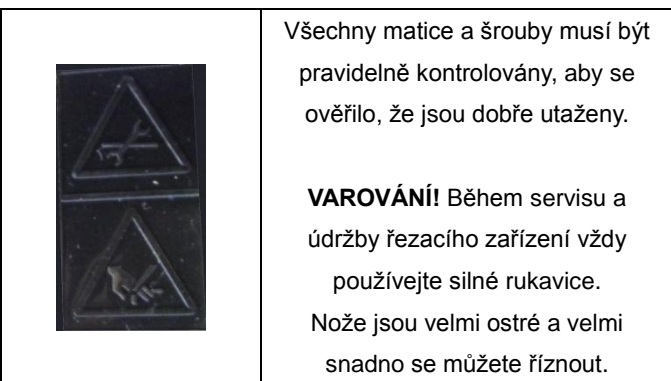 Všechny matice a šrouby musí být
pravidelně kontrolovány, aby se
ověřilo, že jsou dobře utaženy.
VAROVÁNÍ! Během servisu a
údržby řezacího zařízení vždy
používejte silné rukavice.
Nože jsou velmi ostré a velmi
snadno se můžete říznout.